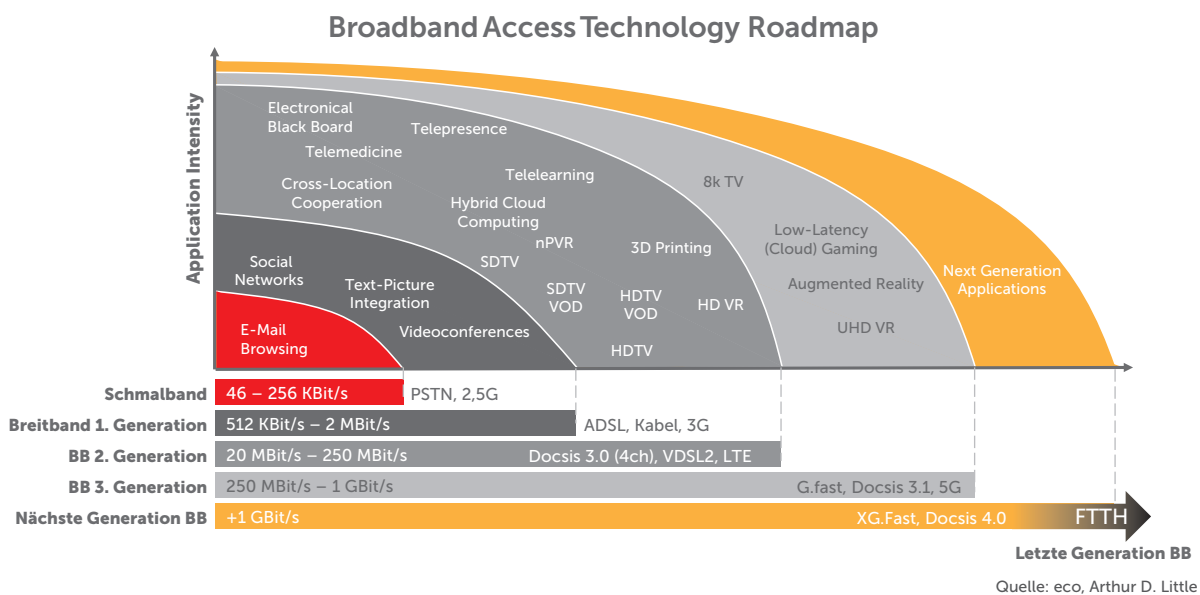 Broadband Access Technology Roadmap
Application Intensity
Electronical
Black Board
Telepresence
Telemedicine
Cross-Location
Cooperation
Telelearning
Hybrid Cloud
Computing
nPVR
SDTV
3D Printing
SDTV
VOD
HDTV
VOD
HD VR
HDTV
8k TV
Low-Latency
(Cloud) Gaming
Augmented Reality
UHD VR
Next Generation
Applications
Social
Networks
Text-Picture
Integration
Videoconferences
E-Mail
Browsing
Schmalband 46 – 256 KBit/s PSTN, 2,5G
Breitband 1. Generation 512 KBit/s – 2 MBit/s ADSL, Kabel, 3G
BB 2. Generation 20 MBit/s – 250 MBit/s Docsis 3.0 (4ch), VDSL2, LTE
BB 3. Generation 250 MBit/s – 1 GBit/s G.fast, Docsis 3.1, 5G
Nächste Generation BB +1 GBit/s XG.Fast, Docsis 4.0 FTTH
Letzte Generation BB
Quelle: eco, Arthur D. Little